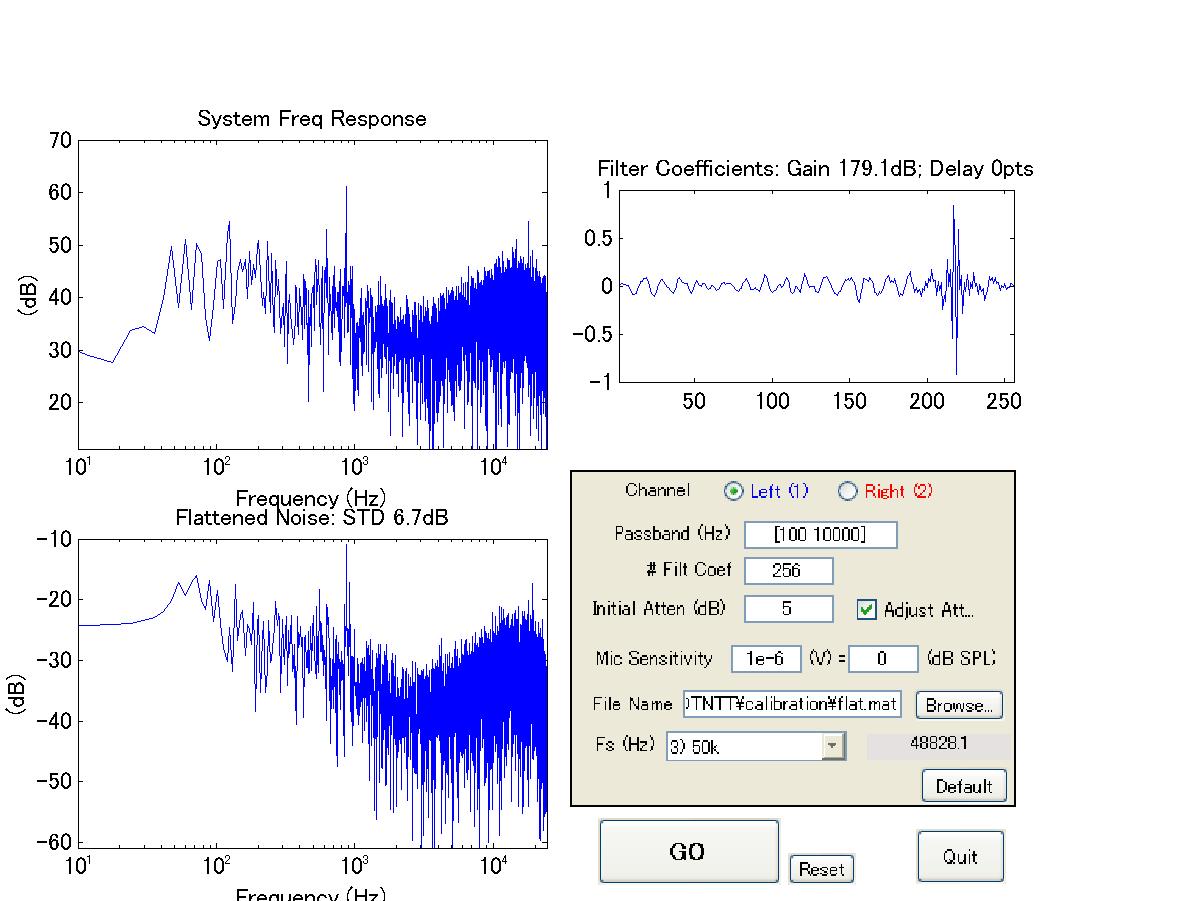 System Freq Response
70
60
50
40
30
20
(dB)
10¹ 10² 10³ 10⁴
Frequency (Hz)
Flattened Noise: STD 6.7dB
-10
-20
-30
-40
-50
-60
(dB)
10¹ 10² 10³ 10⁴
Frequency (Hz)
Filter Coefficients: Gain 179.1dB; Delay 0pts
1
0.5
0
-0.5
-1
50 100 150 200 250
Channel Left (1) Right (2)
Passband (Hz) [100 10000]
# Filt Coef 256
Initial Atten (dB) 5 Adjust Att...
Mic Sensitivity 1e-6 (V) = 0 (dB SPL)
File Name OTNTT¥calibration¥flat.mat Browse...
Fs (Hz) 3) 50k 48828.1
Default
GO Reset Quit